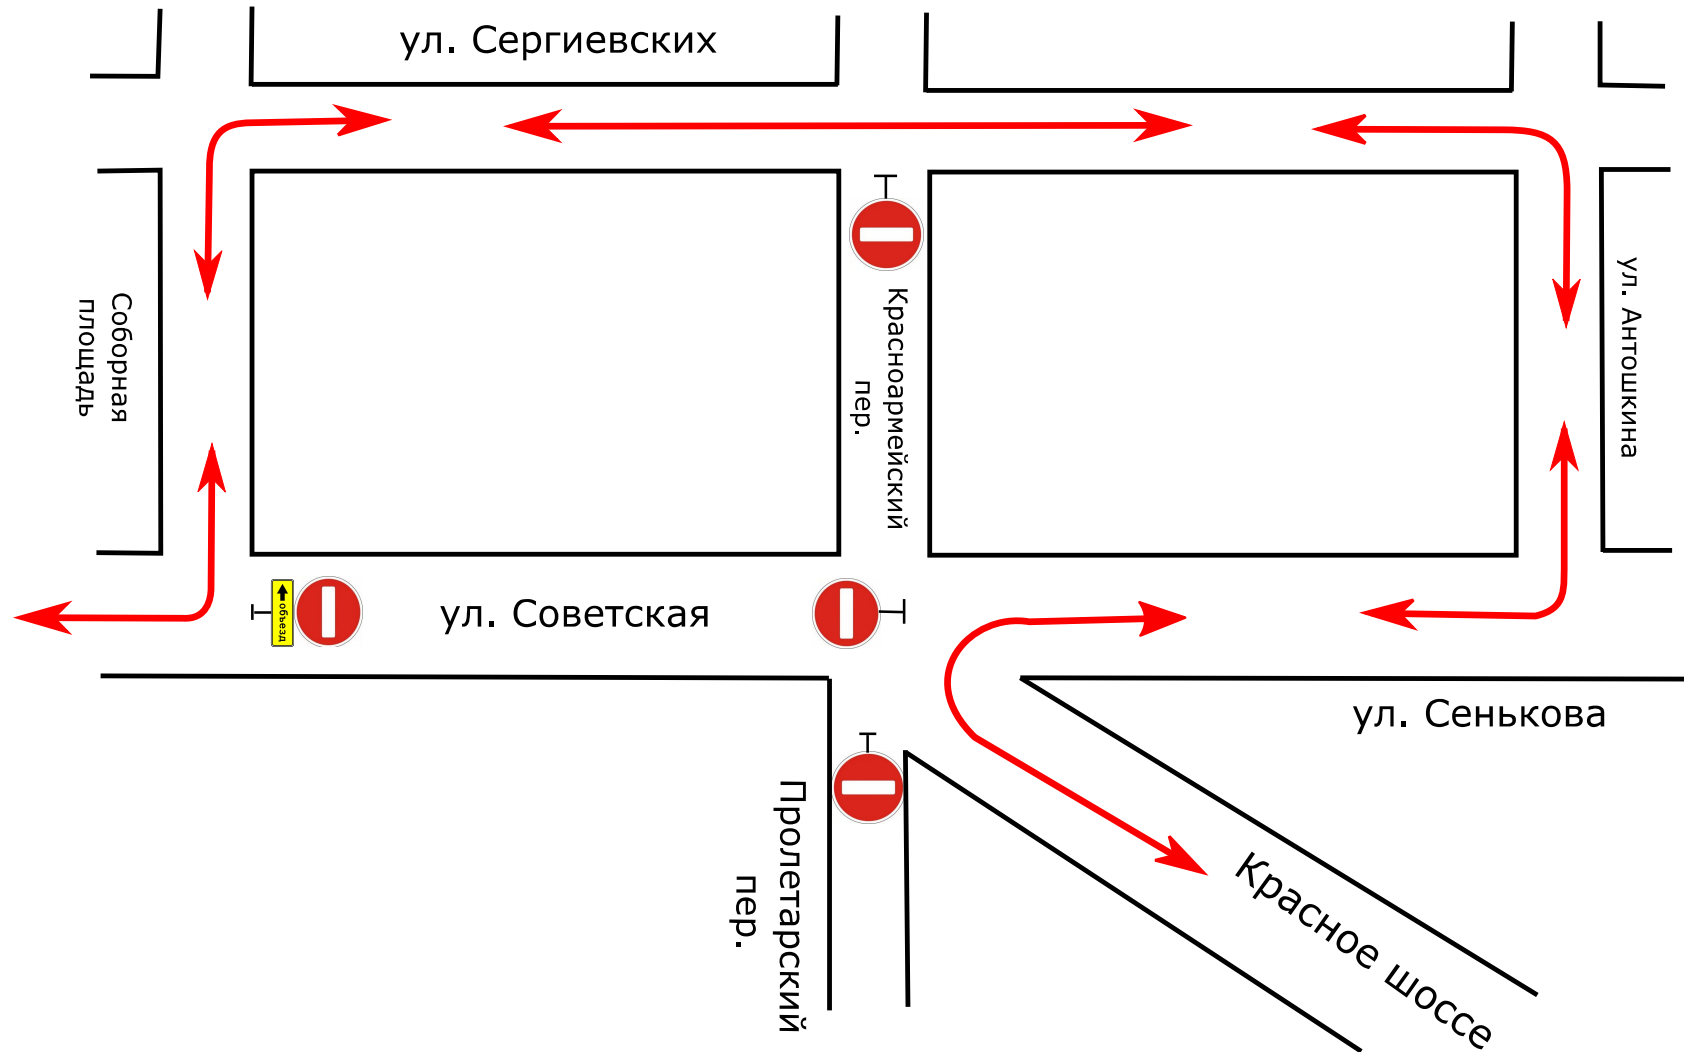 ул. Сергиевских
Соборная
площадь
Красноармейский
пер.
ул. Антошкина
объезд
ул. Советская
ул. Сенькова
Пролетарский
пер.
Красное шоссе